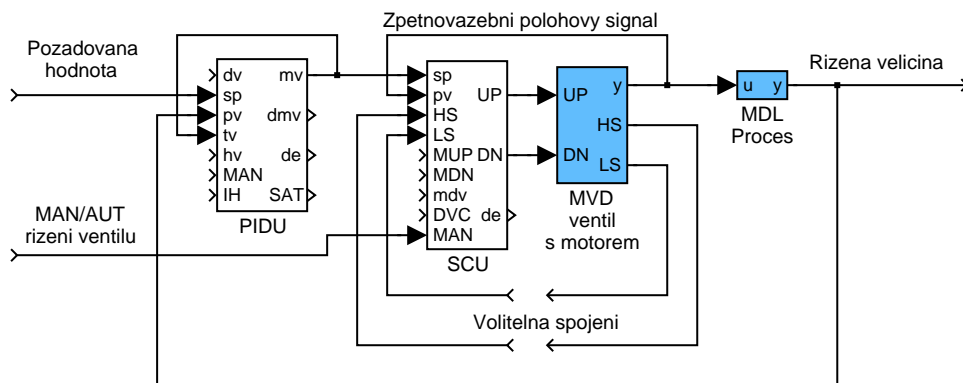 Zpetnovazebni polohovy signal
Pozadovana
hodnota
Rizena velicina
dv
sp
pv
tv
hv
MAN
IH
mv
dmv
de
SAT
PIDU
sp
pv
HS
LS
MUP
MDN
mdv
DVC
MAN
UP
DN
de
SCU
UP
DN
y
HS
LS
MVD
ventil
s motorem
u y
MDL
Proces
MAN/AUT
rizeni ventilu
Volitelna spojeni